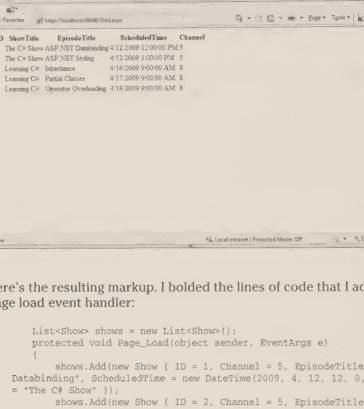 Favorites http://localhost:49486/Grid.aspx Page Tools
D ShowTitle EpisodeTitle ScheduledTime Channel
The C# Show ASP.NET Databinding 4/12/2009 12:00:00 PM 5
The C# Show ASP.NET Styling 4/12/2009 1:00:00 PM 5
Learning C# Inheritance 4/16/2009 9:00:00 AM 8
Learning C# Partial Classes 4/17/2009 9:00:00 AM 8
Learning C# Operator Overloading 4/18/2009 9:00:00 AM 8
Local intranet | Protected Mode: Off
ere's the resulting markup. I bolded the lines of code that I ad
age load event handler:
List<Show> shows = new List<Show>();
protected void Page_Load(object sender, EventArgs e)
{
shows.Add(new Show { ID = 1, Channel = 5, EpisodeTitle
Databinding", ScheduledTime = new DateTime(2009, 4, 12, 12, 0,
= "The C# Show" });
shows.Add(new Show { ID = 2, Channel = 5, EpisodeTitle